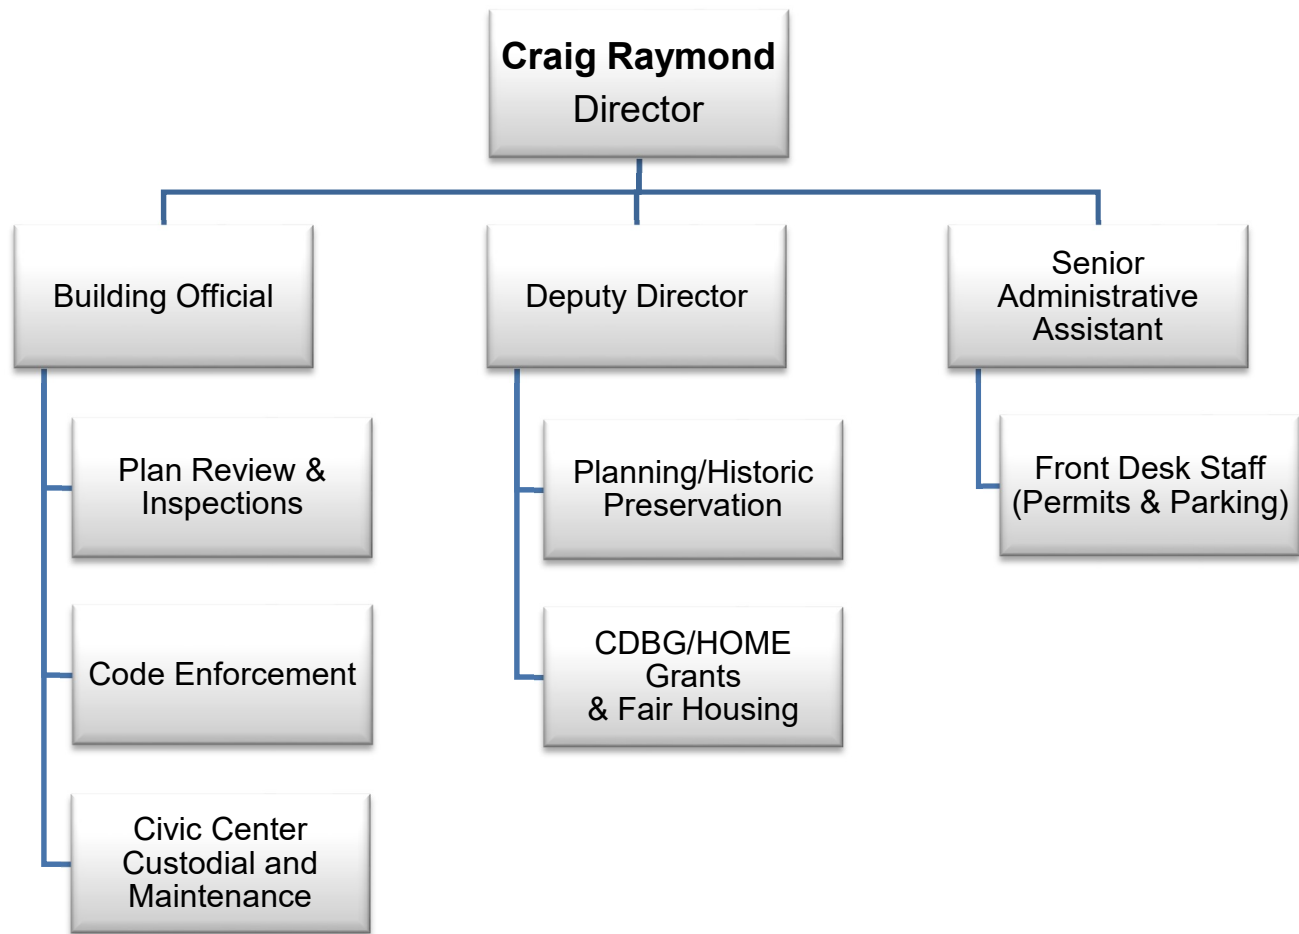 Craig Raymond
Director
Building Official
Deputy Director
Senior
Administrative
Assistant
Plan Review &
Inspections
Planning/Historic
Preservation
Front Desk Staff
(Permits & Parking)
Code Enforcement
CDBG/HOME
Grants
& Fair Housing
Civic Center
Custodial and
Maintenance